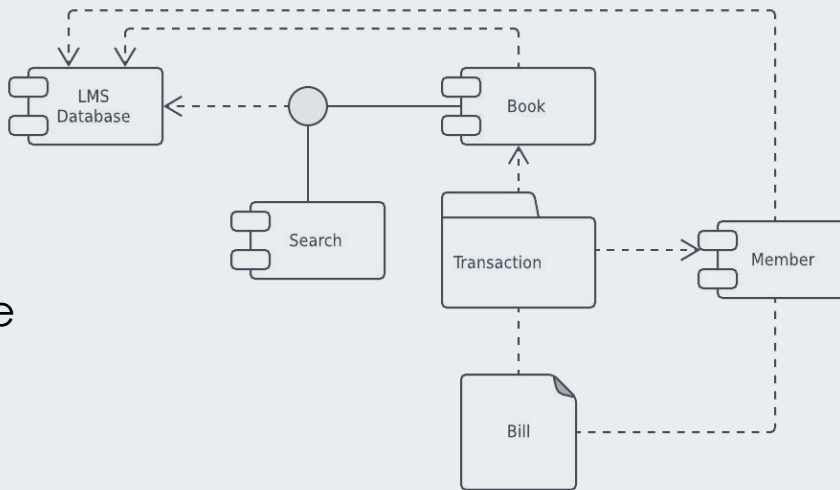 LMS
Database
Book
Search
Transaction
Member
e
Bill